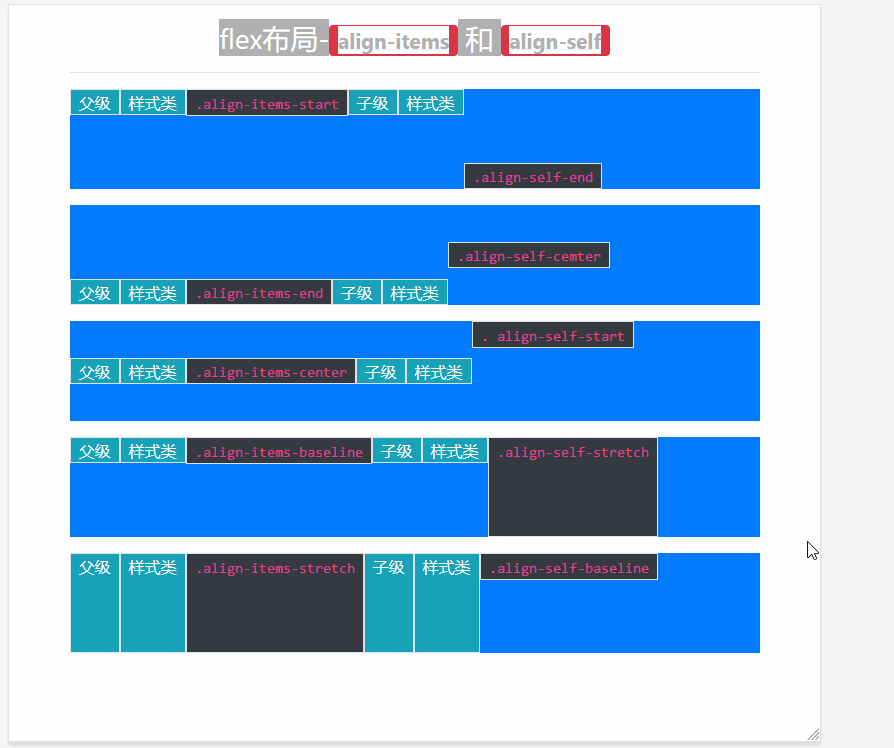 flex布局-align-items 和 align-self
父级 样式类 .align-items-start 子级 样式类
.align-self-end
.align-self-cemter
父级 样式类 .align-items-end 子级 样式类
. align-self-start
父级 样式类 .align-items-center 子级 样式类
父级 样式类 .align-items-baseline 子级 样式类 .align-self-stretch
父级 样式类 .align-items-stretch 子级 样式类 .align-self-baseline